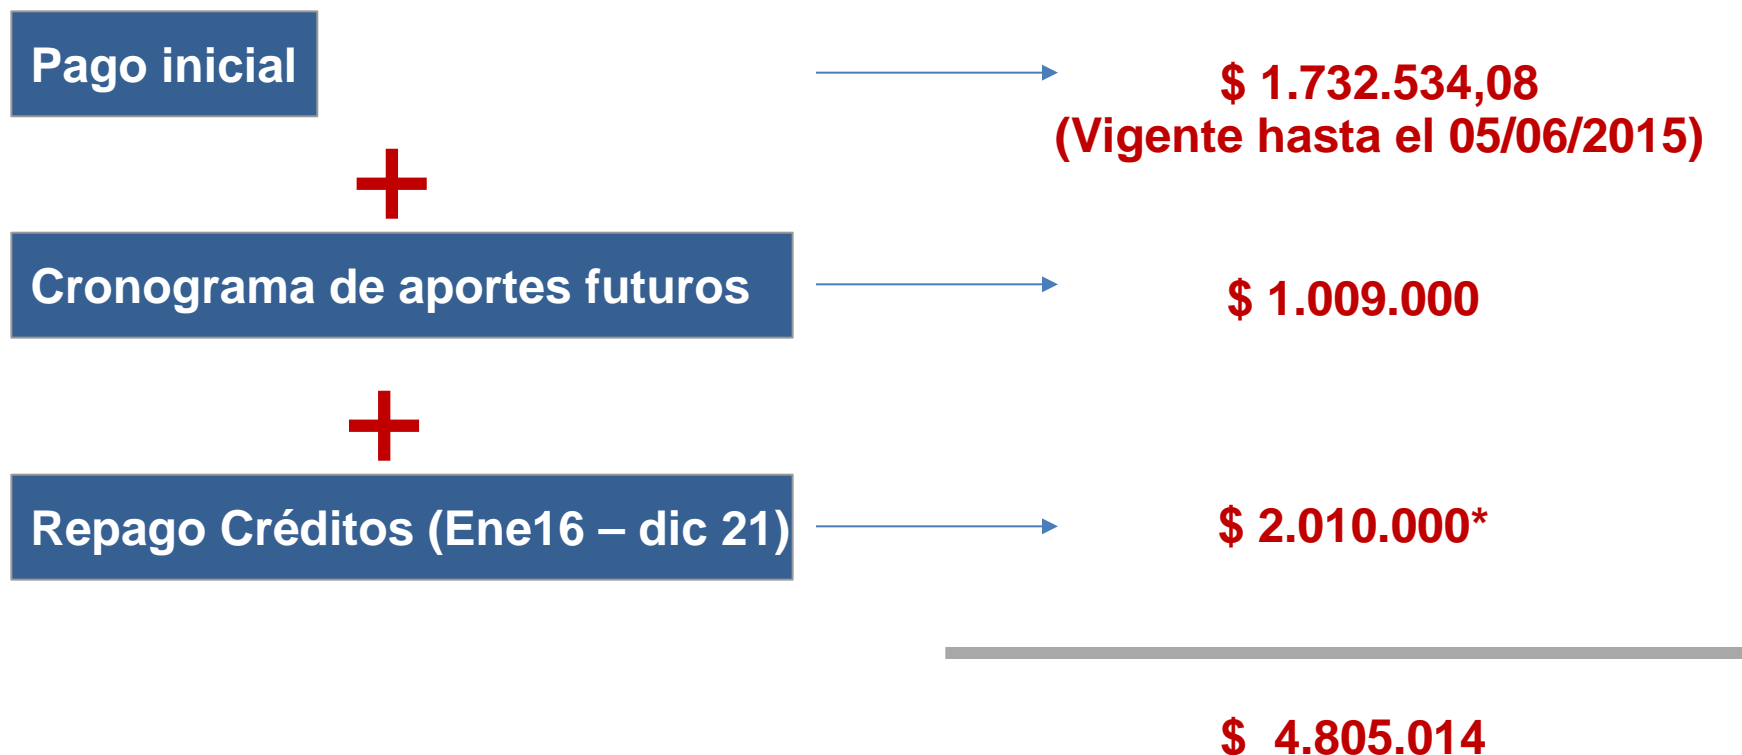 Pago inicial
$ 1.732.534,08
(Vigente hasta el 05/06/2015)
+
Cronograma de aportes futuros
$ 1.009.000
+
Repago Créditos (Ene16 – dic 21)
$ 2.010.000*
$ 4.805.014